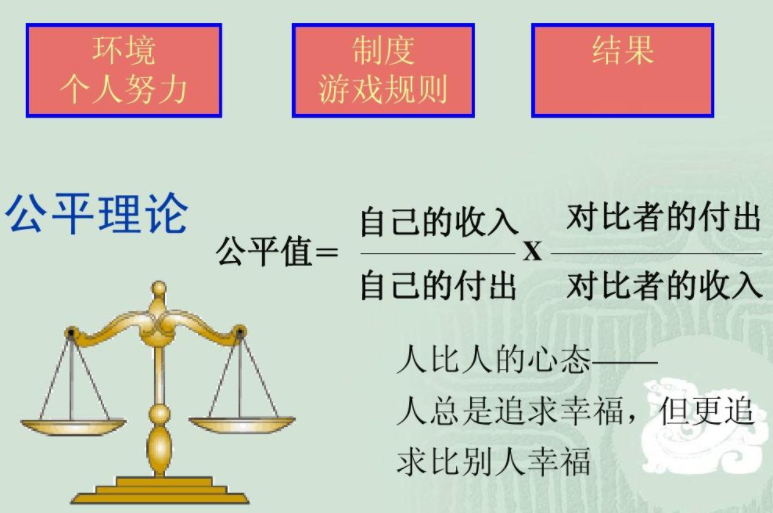 环境
个人努力
制度
游戏规则
结果
公平理论
公平值＝
自己的收入
自己的付出
X
对比者的付出
对比者的收入
人比人的心态——
人总是追求幸福，但更追
求比别人幸福